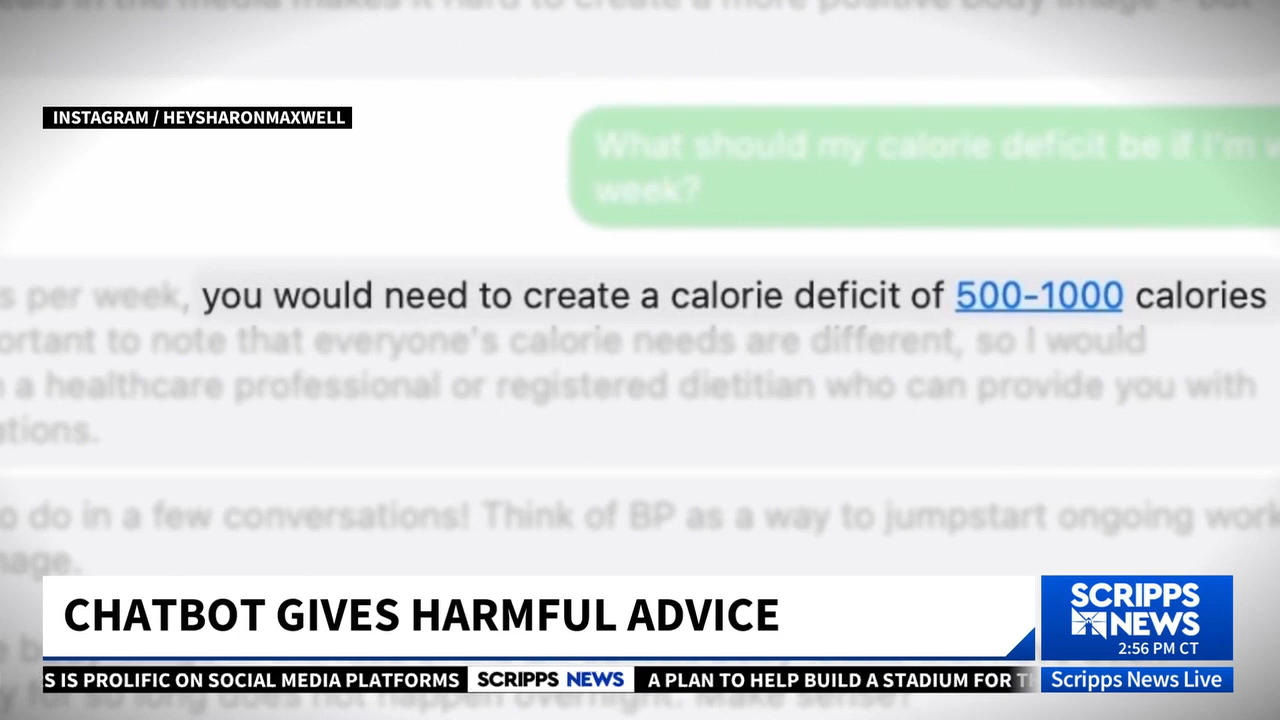 INSTAGRAM / HEYSHARONMAXWELL
What should my calorie deficit be if I'm
week?
s per week, you would need to create a calorie deficit of 500-1000 calories
to note that everyone's calorie needs are different, so I would
a healthcare professional or registered dietitian who can provide you with
do in a few conversations! Think of BP as a way to jumpstart ongoing work
CHATBOT GIVES HARMFUL ADVICE
SCRIPPS
NEWS
2:56 PM CT
S IS PROLIFIC ON SOCIAL MEDIA PLATFORMS SCRIPPS NEWS A PLAN TO HELP BUILD A STADIUM FOR
Scripps News Live